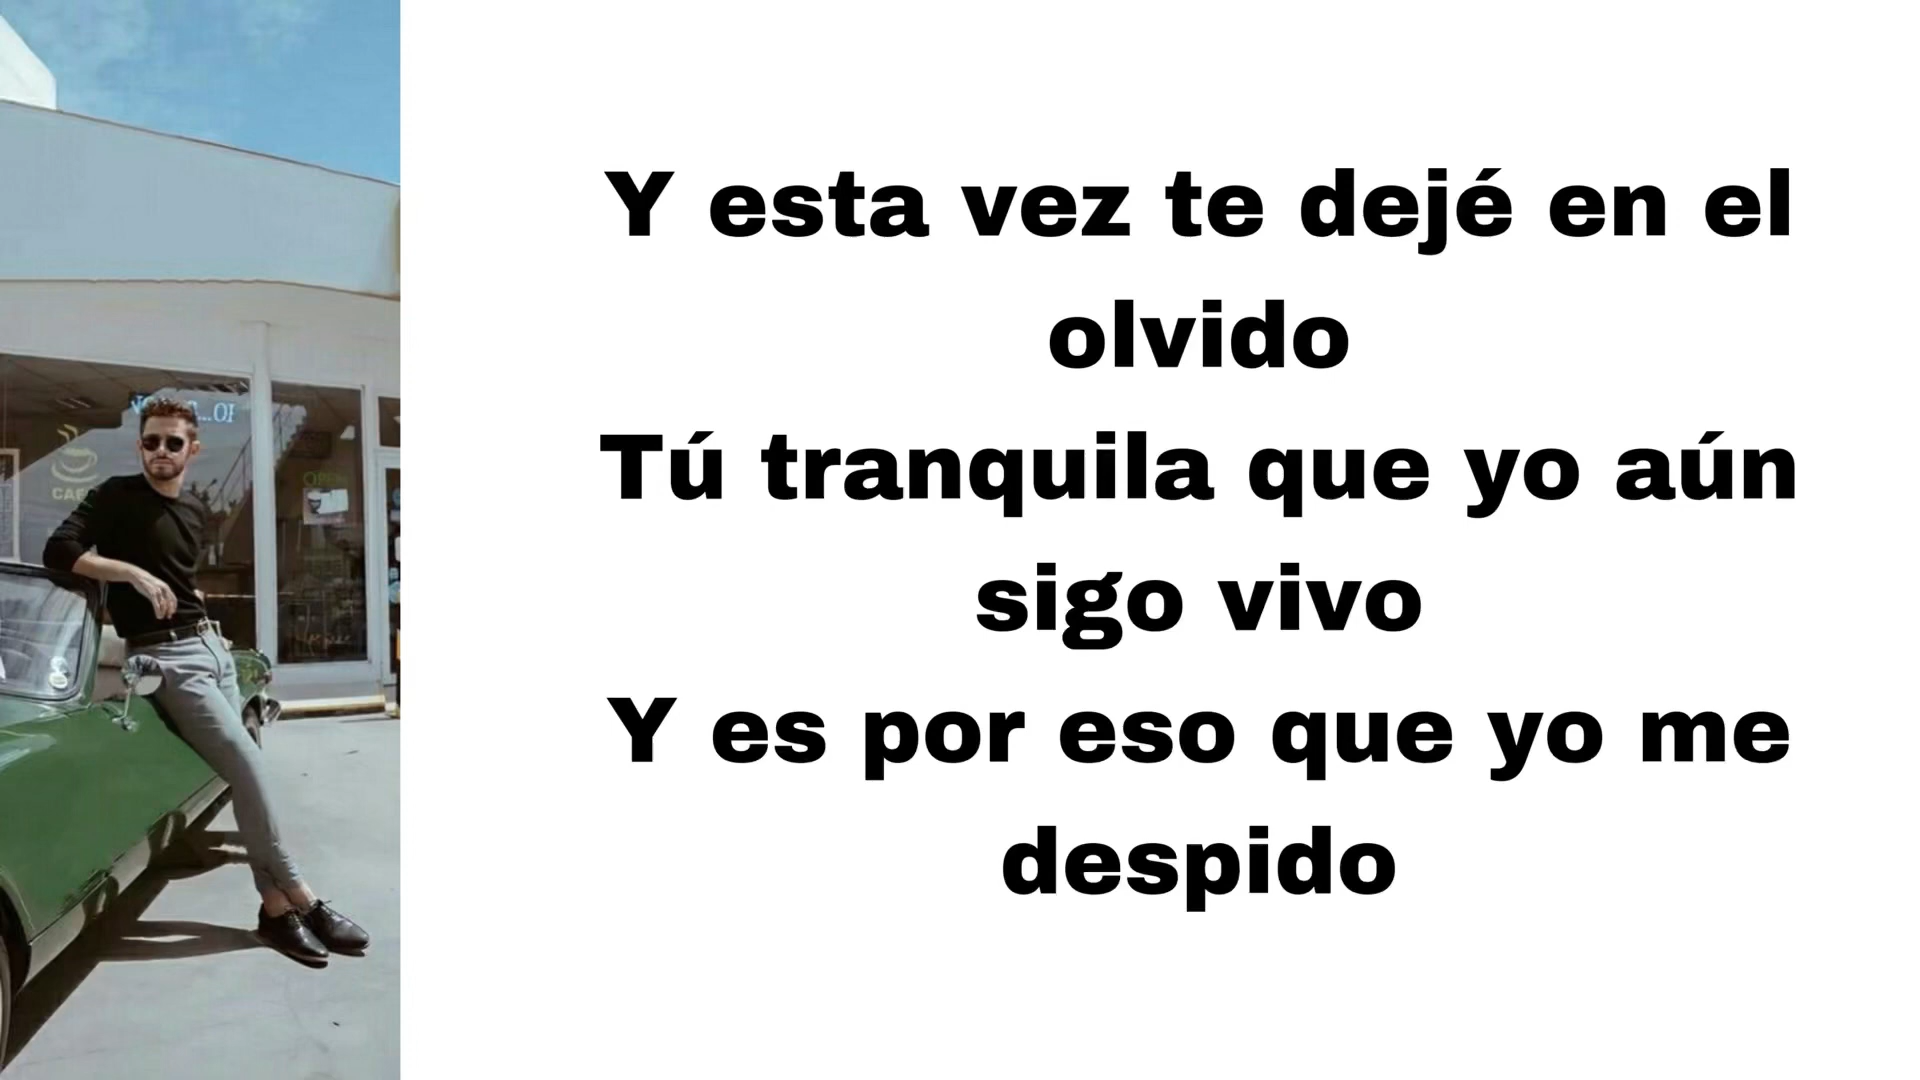 Y esta vez te dejé en el
olvido
Tú tranquila que yo aún
sigo vivo
Y es por eso que yo me
despido